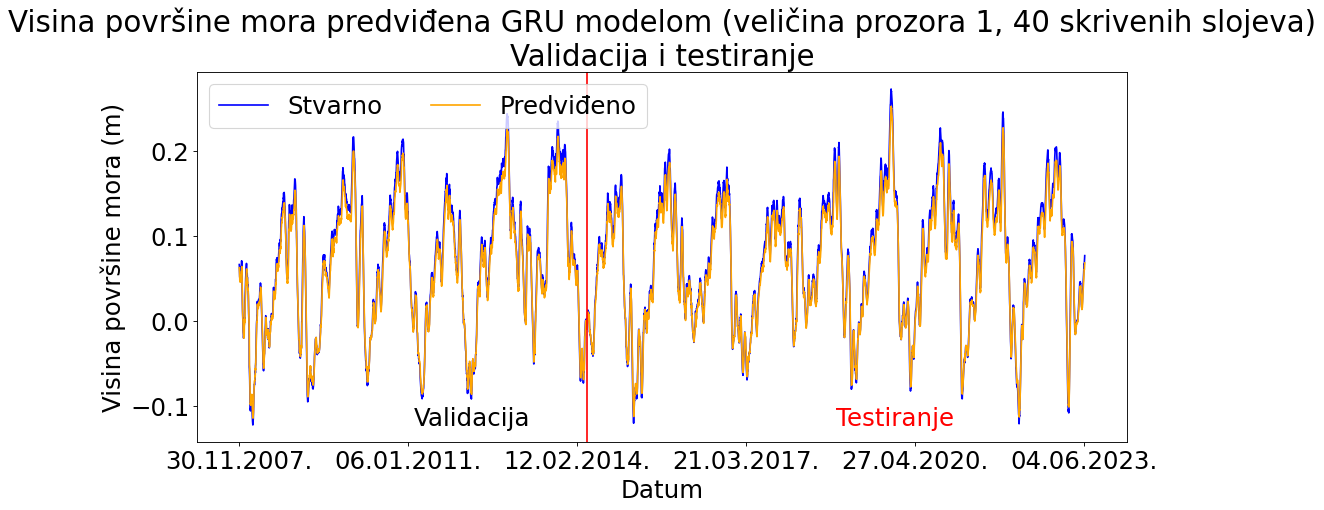 Visina površine mora predviđena GRU modelom (veličina prozora 1, 40 skrivenih slojeva)
Validacija i testiranje
Stvarno
Predviđeno
Visina površine mora (m)
0.2
0.1
0.0
−0.1
Validacija
Testiranje
30.11.2007.
06.01.2011.
12.02.2014.
21.03.2017.
27.04.2020.
04.06.2023.
Datum